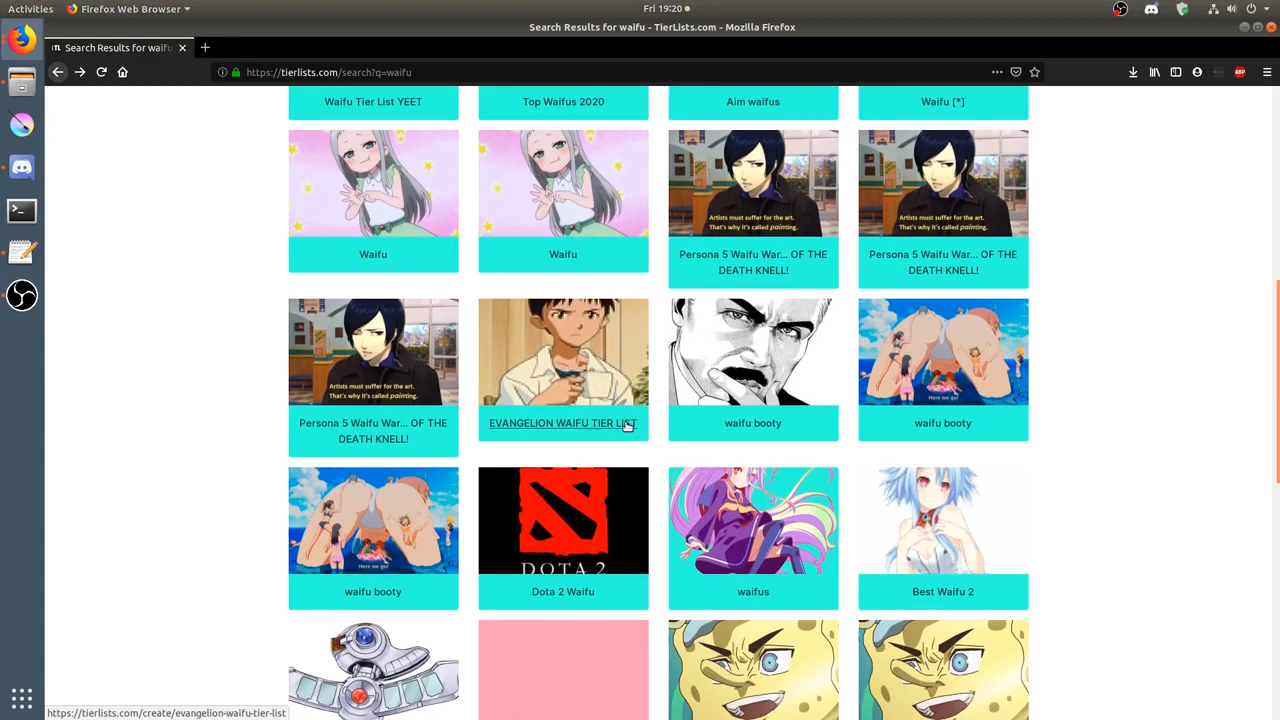 Activities
Firefox Web Browser
Fri 19:20
Search Results for waifu - TierLists.com - Mozilla Firefox
TL Search Results for waifu
https://tierlists.com/search?q=waifu
ABP
Waifu Tier List YEET
Top Waifus 2020
Aim waifus
Waifu [*]
Artists must suffer for the art.
That's why it's called painting.
Artists must suffer for the art.
That's why it's called painting.
Waifu
Waifu
Persona 5 Waifu War... OF THE
DEATH KNELL!
Persona 5 Waifu War... OF THE
DEATH KNELL!
Artists must suffer for the art.
That's why it's called painting.
Here we go!
Persona 5 Waifu War... OF THE
DEATH KNELL!
EVANGELION WAIFU TIER LIST
waifu booty
waifu booty
Here we go!
DOTA 2
waifu booty
Dota 2 Waifu
waifus
Best Waifu 2
https://tierlists.com/create/evangelion-waifu-tier-list